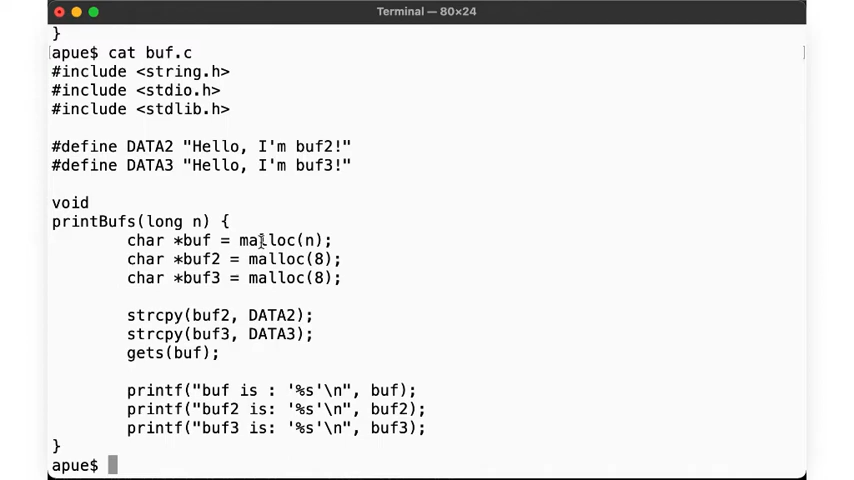 Terminal — 80×24
}
apue$ cat buf.c
#include <string.h>
#include <stdio.h>
#include <stdlib.h>
#define DATA2 "Hello, I'm buf2!"
#define DATA3 "Hello, I'm buf3!"
void
printBufs(long n) {
char *buf = malloc(n);
char *buf2 = malloc(8);
char *buf3 = malloc(8);
strcpy(buf2, DATA2);
strcpy(buf3, DATA3);
gets(buf);
printf("buf is : '%s'\n", buf);
printf("buf2 is: '%s'\n", buf2);
printf("buf3 is: '%s'\n", buf3);
}
apue$